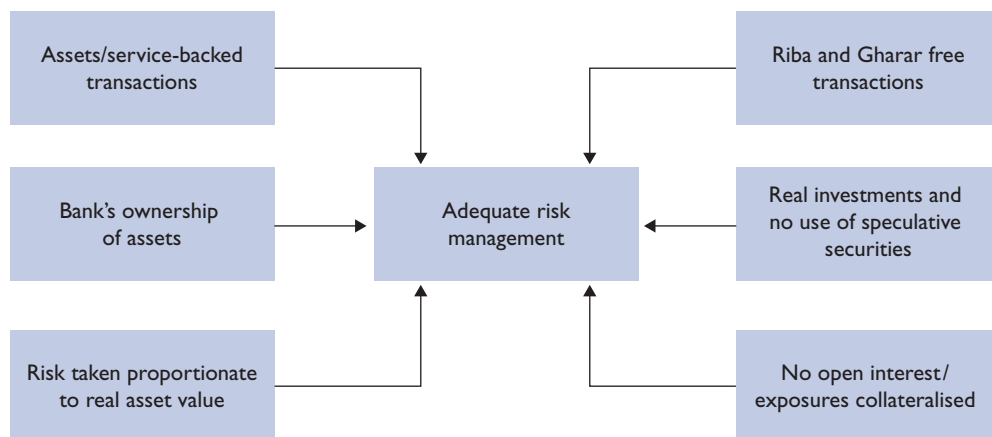 Assets/service-backed
transactions
Riba and Gharar free
transactions
Bank's ownership
of assets
Adequate risk
management
Real investments and
no use of speculative
securities
Risk taken proportionate
to real asset value
No open interest/
exposures collateralised